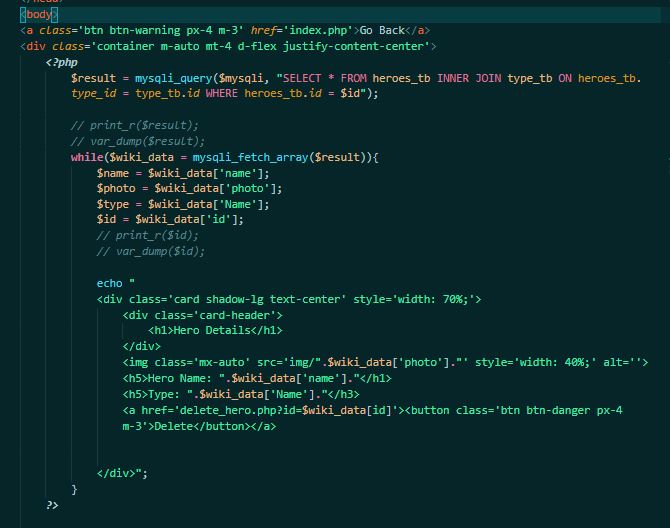 <body>
<a class='btn btn-warning px-4 m-3' href='index.php'>Go Back</a>
<div class='container m-auto mt-4 d-flex justify-content-center'>
<?php
$result = mysqli_query($mysqli, "SELECT * FROM heroes_tb INNER JOIN type_tb ON heroes_tb.
type_id = type_tb.id WHERE heroes_tb.id = $id");
// print_r($result);
// var_dump($result);
while($wiki_data = mysqli_fetch_array($result)){
$name = $wiki_data['name'];
$photo = $wiki_data['photo'];
$type = $wiki_data['Name'];
$id = $wiki_data['id'];
// print_r($id);
// var_dump($id);
echo "
<div class='card shadow-lg text-center' style='width: 70%;'>
<div class='card-header'>
<h1>Hero Details</h1>
</div>
<img class='mx-auto' src='img/".$wiki_data['photo']."' style='width: 40%;' alt=''>
<h5>Hero Name: ".$wiki_data['name']."</h1>
<h5>Type: ".$wiki_data['Name']."</h3>
<a href='delete_hero.php?id=$wiki_data[id]'><button class='btn btn-danger px-4
m-3'>Delete</button></a>
</div>";
}
?>